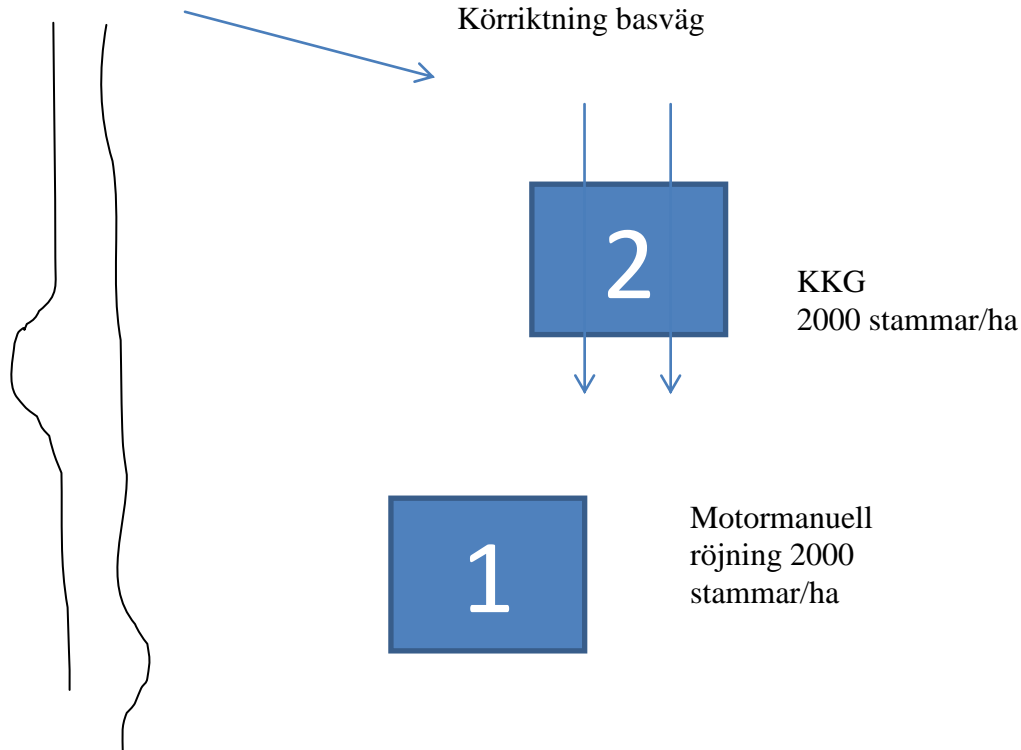 Körriktning basväg
2
KKG
2000 stammar/ha
1
Motormanuell
röjning 2000
stammar/ha